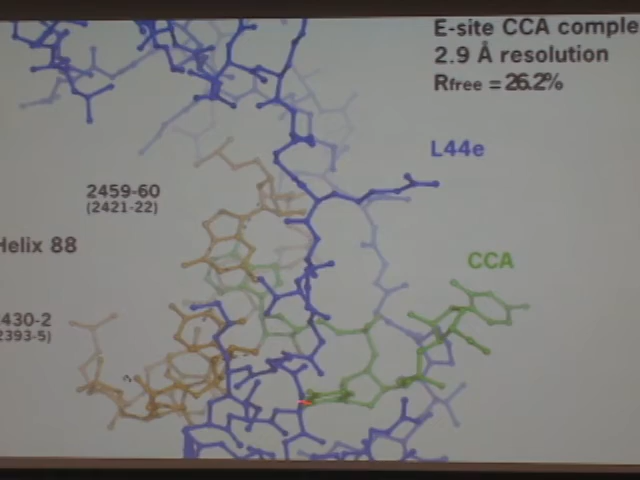 E-site CCA comple
2.9 Å resolution
Rfree = 26.2%
L44e
2459-60
(2421-22)
Helix 88
CCA
430-2
2393-5)